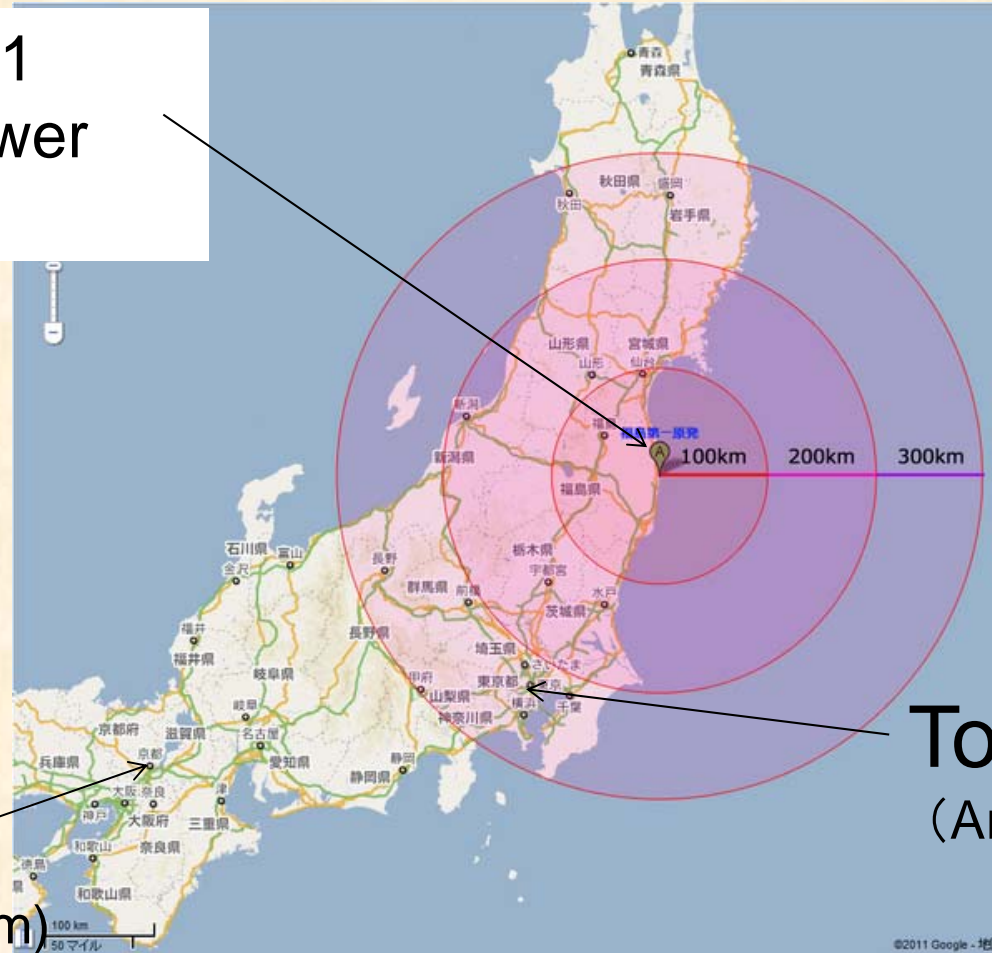 1
wer
青森
青森県
秋田県
盛岡
秋田
岩手県
山形県
宮城県
山形
仙台
新潟
福島
福島第一原発
A
100km
200km
300km
新潟県
福島県
石川県
富山
金沢
長野
栃木県
宇都宮
群馬県
前橋
水戸
茨城県
福井
福井県
長野県
埼玉県
さいたま
岐阜県
甲府
山梨県
東京都
東京
千葉
神奈川県
横浜
岐阜
京都府
滋賀県
名古屋
兵庫県
京都
愛知県
静岡
静岡県
To
(Ar
大阪
奈良
津
神戸
大阪府
三重県
和歌山
奈良県
徳島
県
和歌山県
m)
100 km
50 マイル
©2011 Google - 地